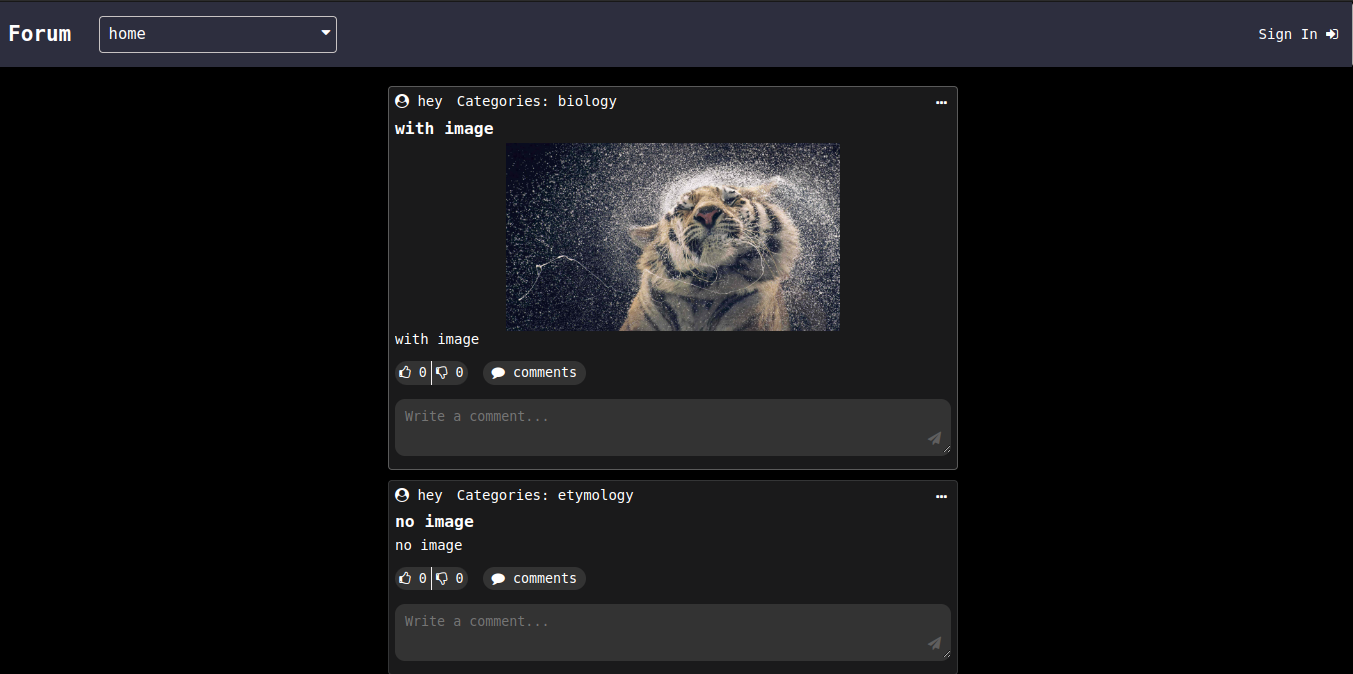 Forum home Sign In
hey Categories: biology
with image
with image
0 0 comments
Write a comment...
hey Categories: etymology
no image
no image
0 0 comments
Write a comment...